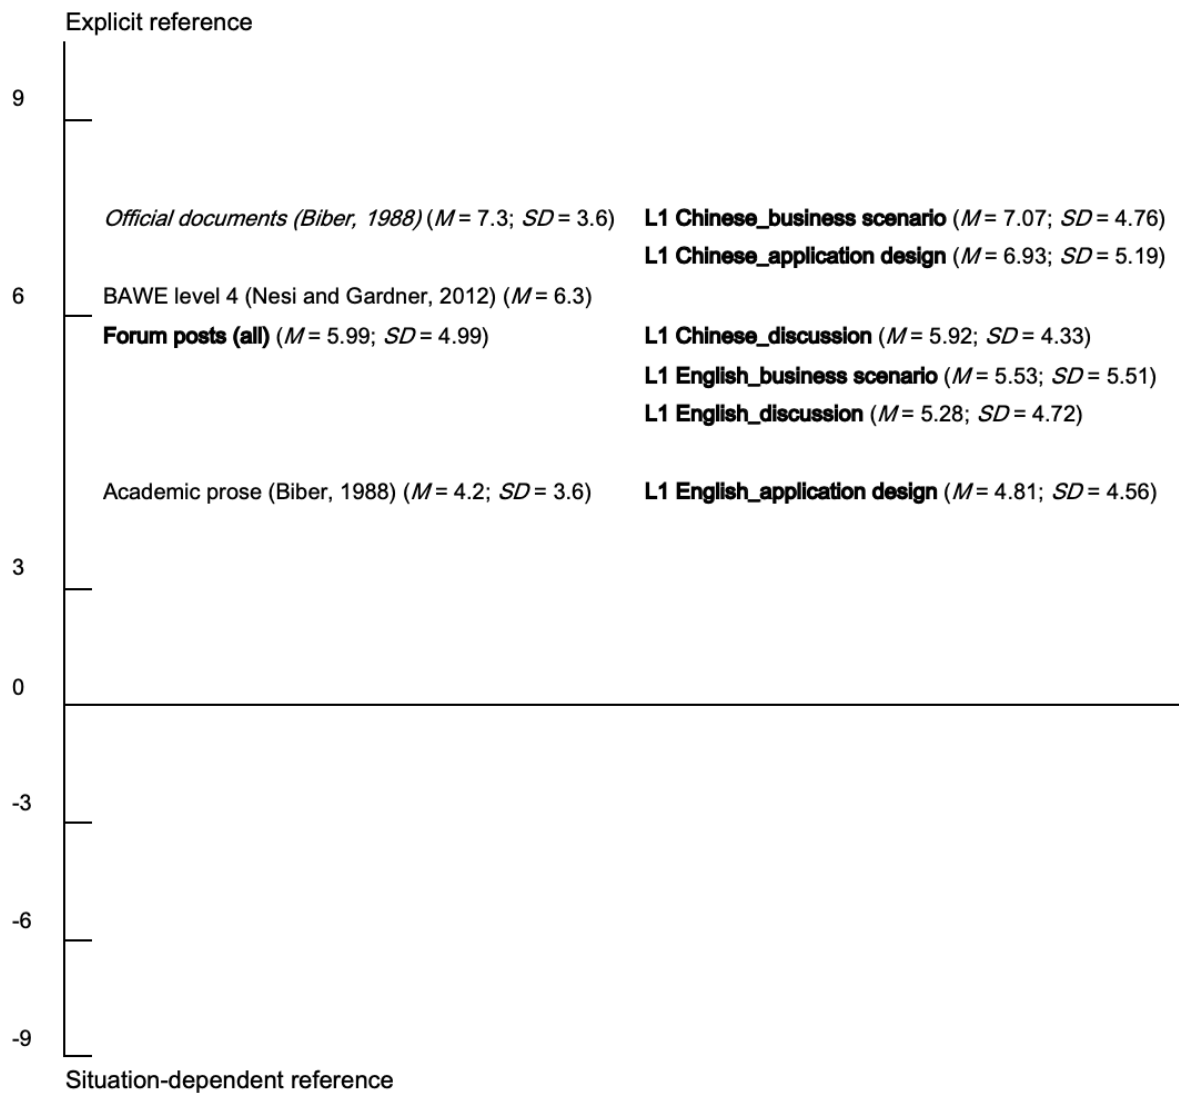 Explicit reference
9
Official documents (Biber, 1988) (M = 7.3; SD = 3.6) L1 Chinese_business scenario (M = 7.07; SD = 4.76)
L1 Chinese_application design (M = 6.93; SD = 5.19)
6 BAWE level 4 (Nesi and Gardner, 2012) (M = 6.3)
Forum posts (all) (M = 5.99; SD = 4.99) L1 Chinese_discussion (M = 5.92; SD = 4.33)
L1 English_business scenario (M = 5.53; SD = 5.51)
L1 English_discussion (M = 5.28; SD = 4.72)
Academic prose (Biber, 1988) (M = 4.2; SD = 3.6) L1 English_application design (M = 4.81; SD = 4.56)
3
0
-3
-6
-9
Situation-dependent reference